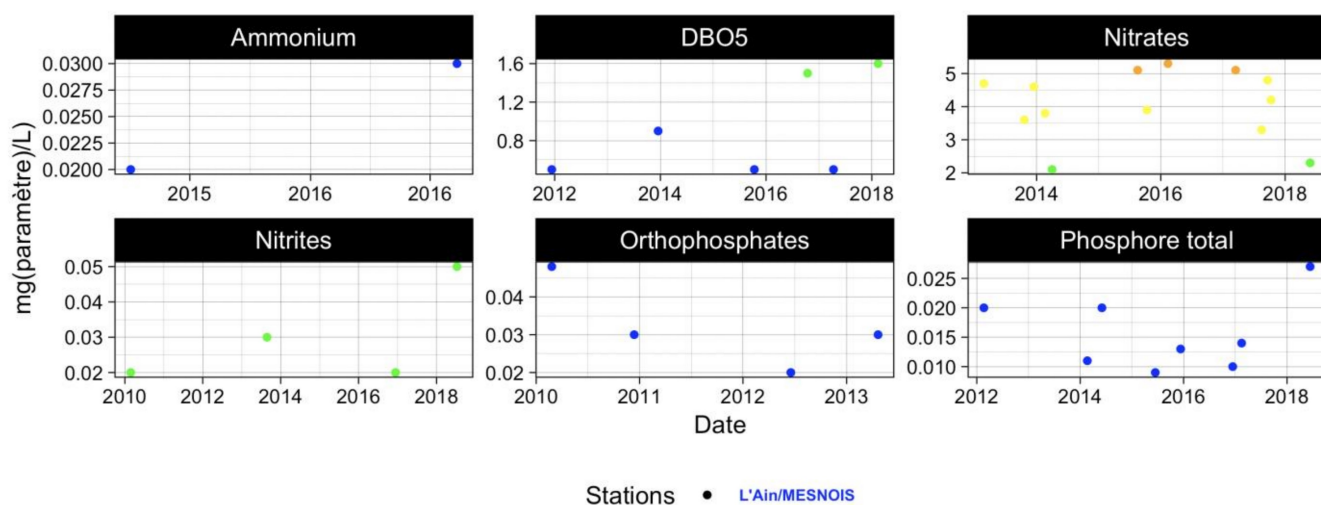 Ammonium DBO5 Nitrates
mg(paramètre)/L)
0.0300
0.0275
0.0250
0.0225
0.0200
2015 2016 2016
1.6
1.2
0.8
2012 2014 2016 2018
5
4
3
2
2014 2016 2018
Nitrites Orthophosphates Phosphore total
0.05
0.04
0.03
0.02
2010 2012 2014 2016 2018
0.04
0.03
0.02
2010 2011 2012 2013
0.025
0.020
0.015
0.010
2012 2014 2016 2018
Date
Stations L'Ain/MESNOIS